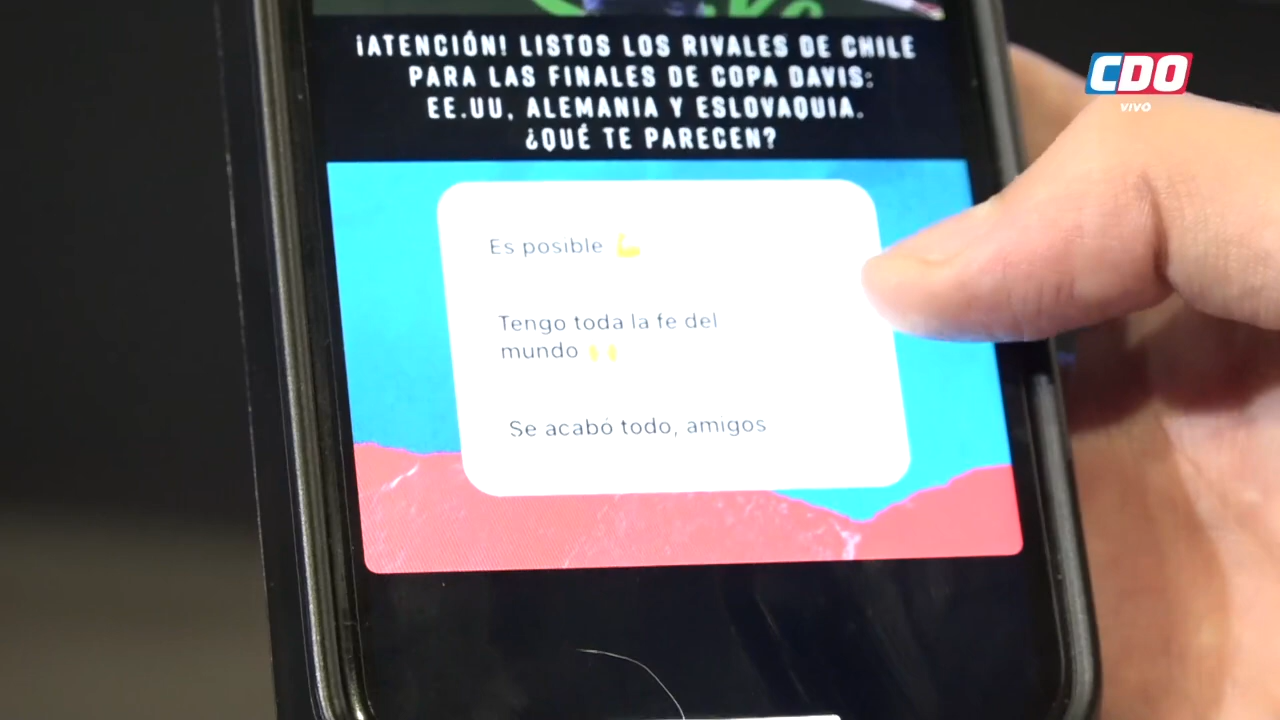 ¡ATENCIÓN! LISTOS LOS RIVALES DE CHILE
PARA LAS FINALES DE COPA DAVIS:
EE.UU, ALEMANIA Y ESLOVAQUIA.
¿QUÉ TE PARECEN?
CDO
VIVO
Es posible 💪
Tengo toda la fe del
mundo 🙌
Se acabó todo, amigos